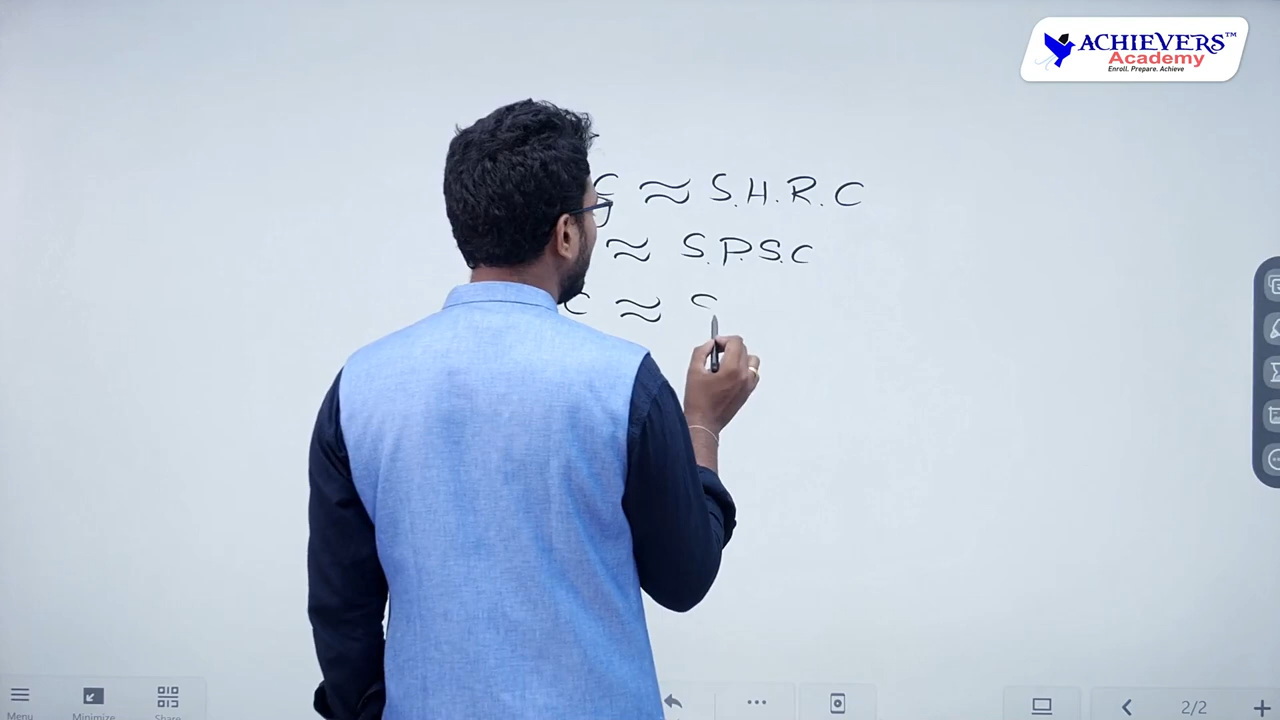 ACHIEVERS™
Academy
Enroll. Prepare. Achieve
C ≈ S.H.R.C
≈ S.P.S.C
C ≈
Menu
Minimize
Share
2/2